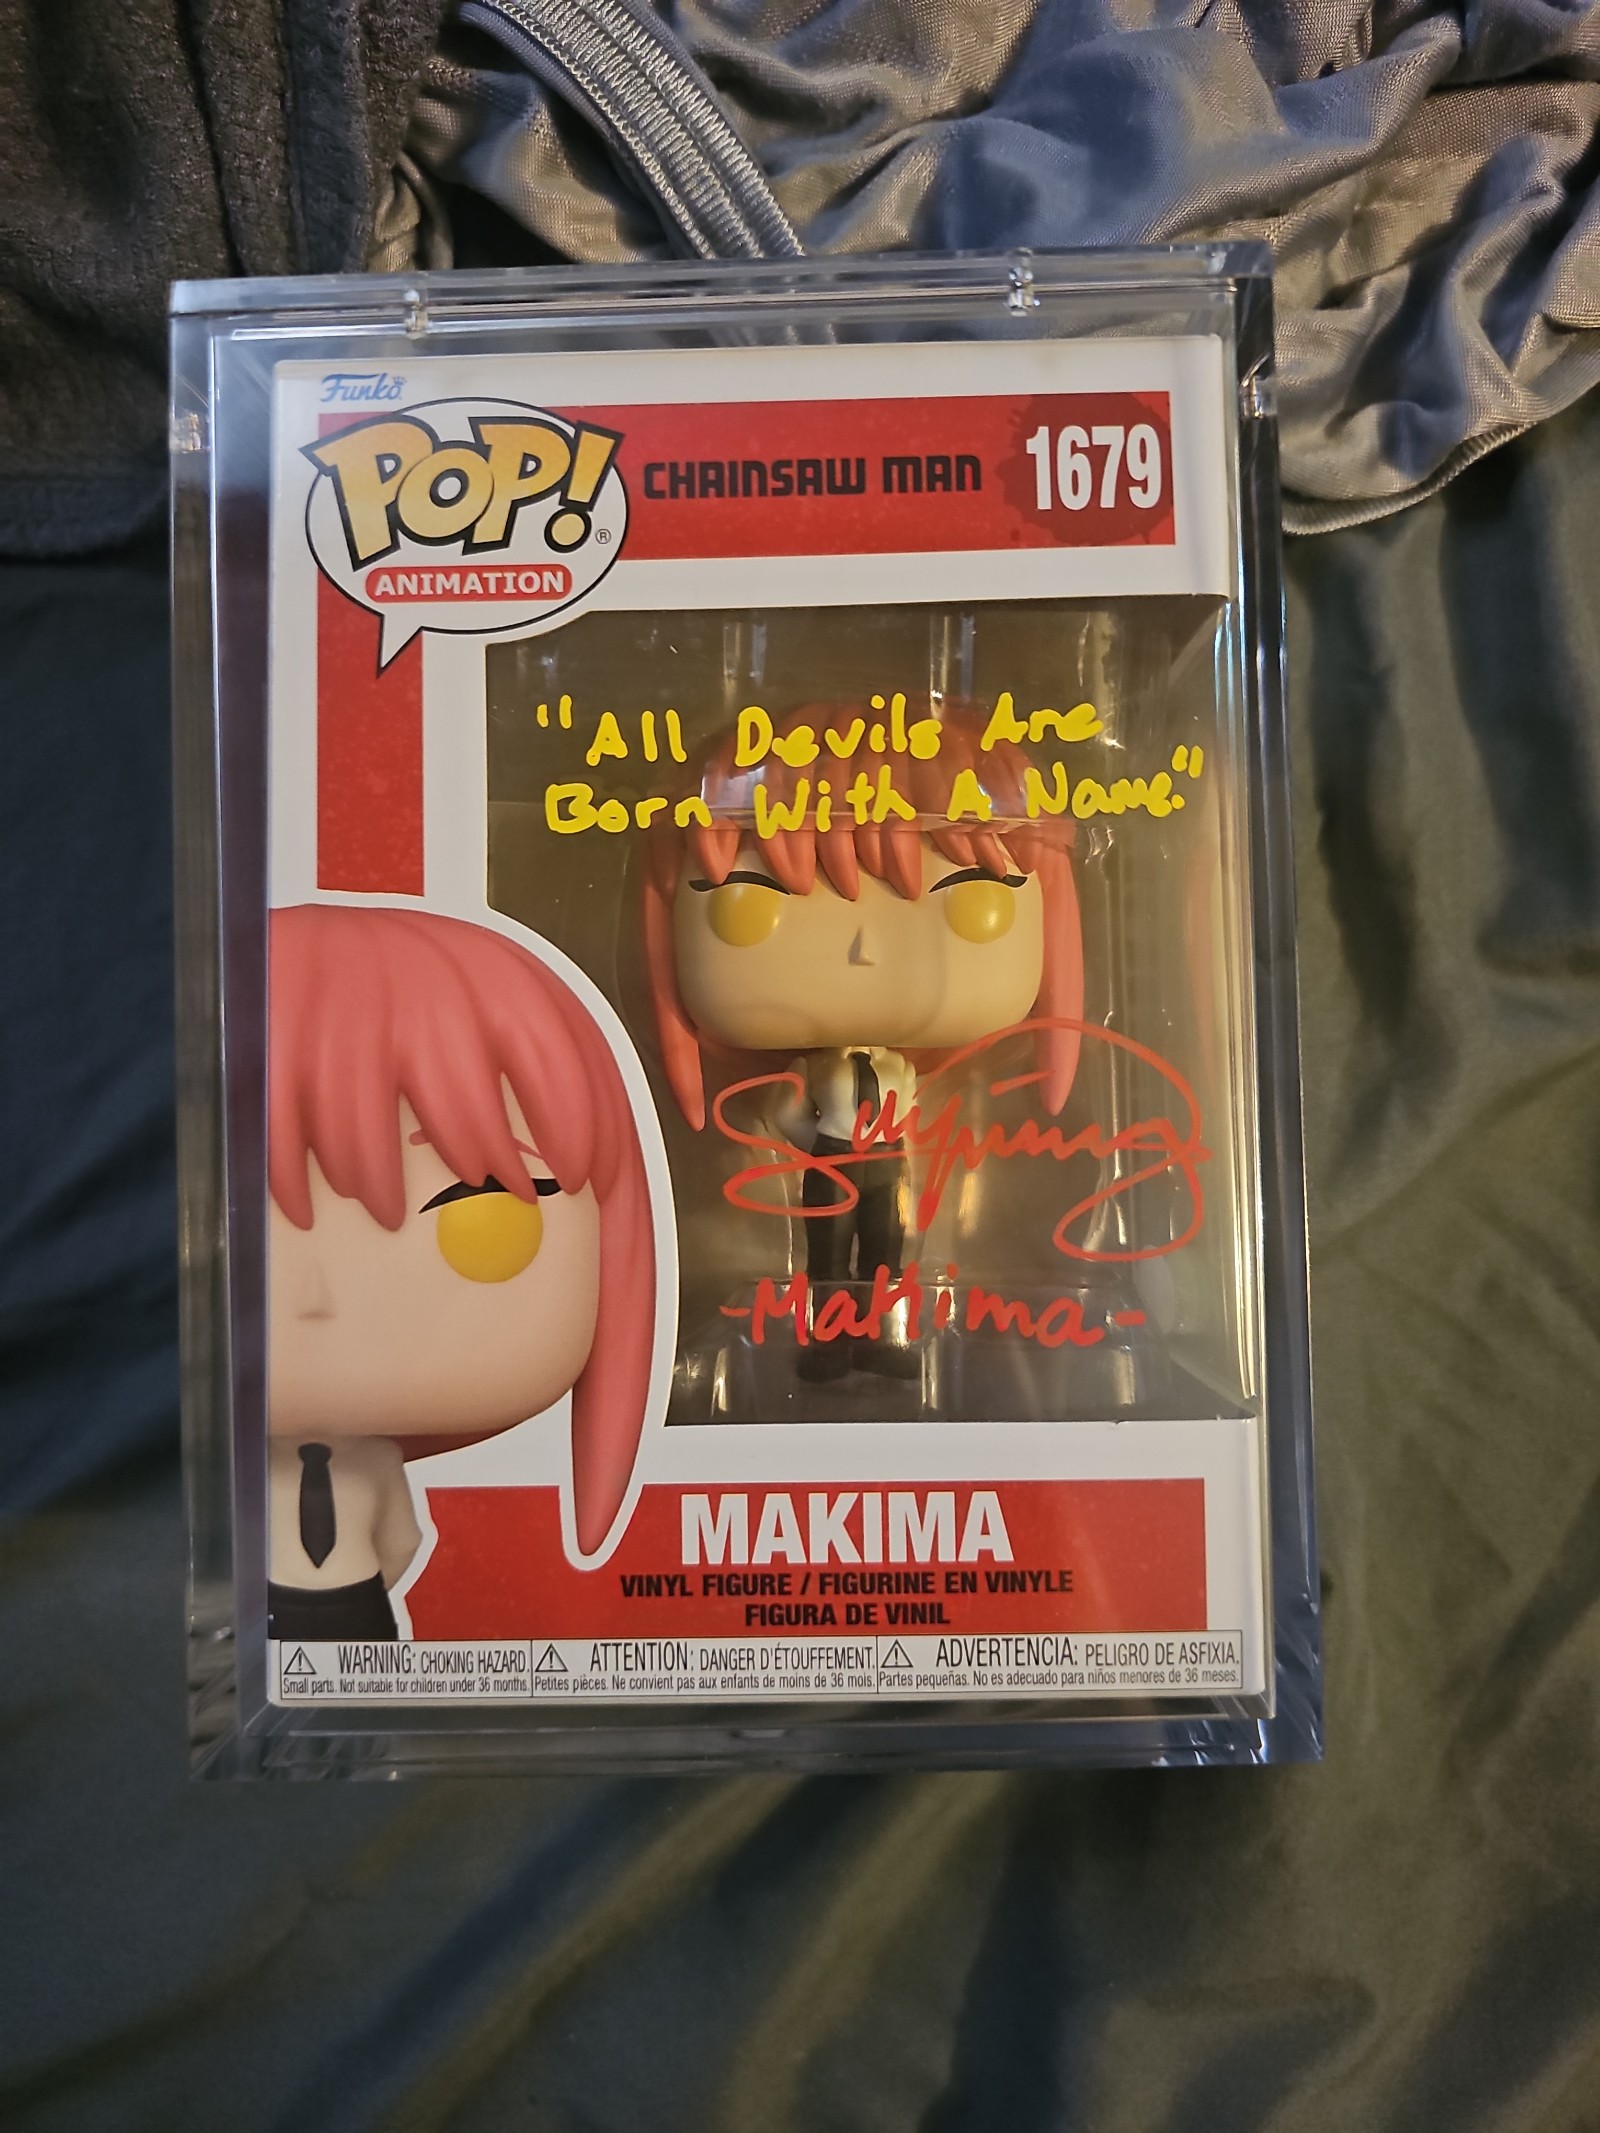 Funko
POP! ®
ANIMATION
CHAINSAW MAN
1679
"All Devils Are
Born With A Name."
-Makima-
MAKIMA
VINYL FIGURE / FIGURINE EN VINYLE
FIGURA DE VINIL
WARNING: CHOKING HAZARD.
Small parts. Not suitable for children under 36 months.
ATTENTION: DANGER D'ÉTOUFFEMENT.
Petites pièces. Ne convient pas aux enfants de moins de 36 mois.
ADVERTENCIA: PELIGRO DE ASFIXIA.
Partes pequeñas. No es adecuado para niños menores de 36 meses.